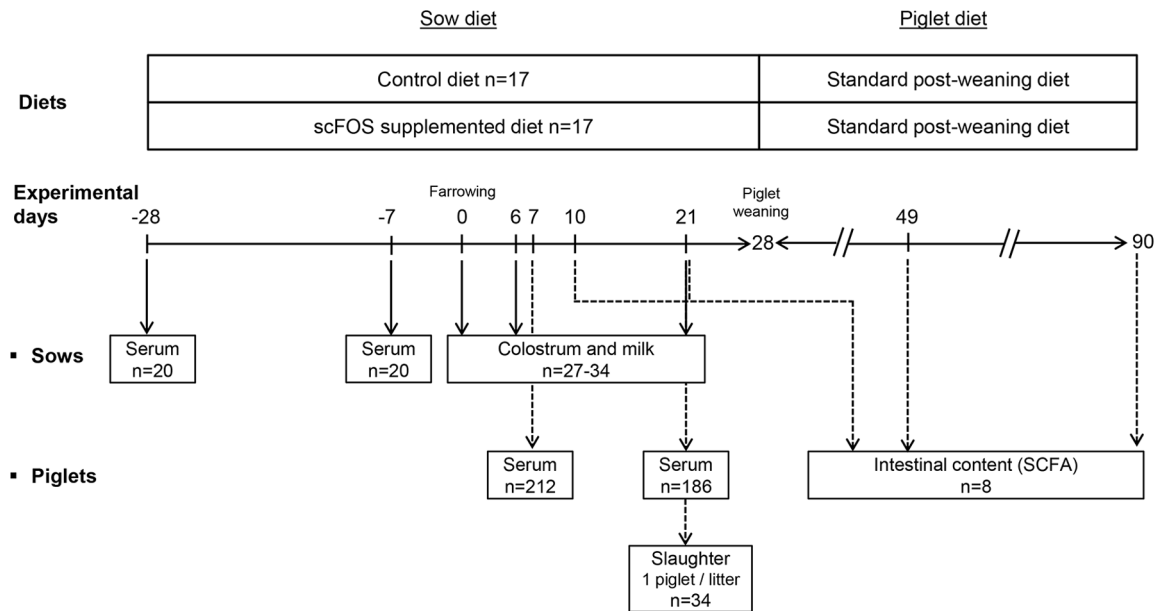 Sow diet Piglet diet
Diets
Control diet n=17 Standard post-weaning diet
scFOS supplemented diet n=17 Standard post-weaning diet
Experimental
days
Farrowing
Piglet
weaning
-28 -7 0 6 7 10 21 28 49 90
▪ Sows
Serum
n=20
Serum
n=20
Colostrum and milk
n=27-34
▪ Piglets
Serum
n=212
Serum
n=186
Intestinal content (SCFA)
n=8
Slaughter
1 piglet / litter
n=34